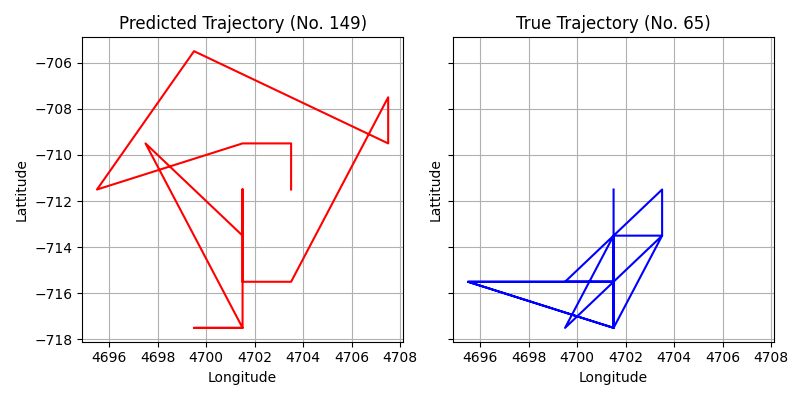 Predicted Trajectory (No. 149)
True Trajectory (No. 65)
−706
−708
−710
−712
−714
−716
−718
Lattitude
Lattitude
4696 4698 4700 4702 4704 4706 4708
4696 4698 4700 4702 4704 4706 4708
Longitude
Longitude